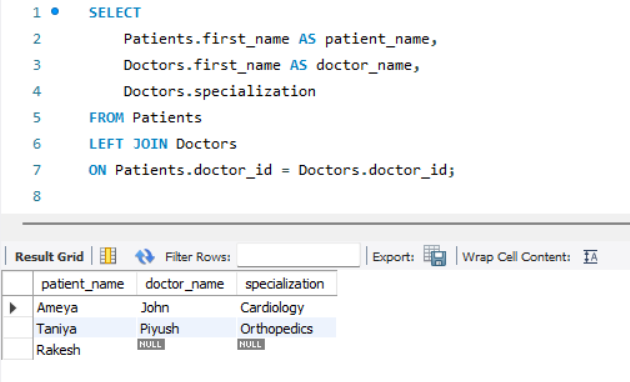 1 SELECT
2 Patients.first_name AS patient_name,
3 Doctors.first_name AS doctor_name,
4 Doctors.specialization
5 FROM Patients
6 LEFT JOIN Doctors
7 ON Patients.doctor_id = Doctors.doctor_id;
8
Result Grid Filter Rows: Export: Wrap Cell Content: IA
patient_name doctor_name specialization
Ameya John Cardiology
Taniya Piyush Orthopedics
Rakesh NULL NULL